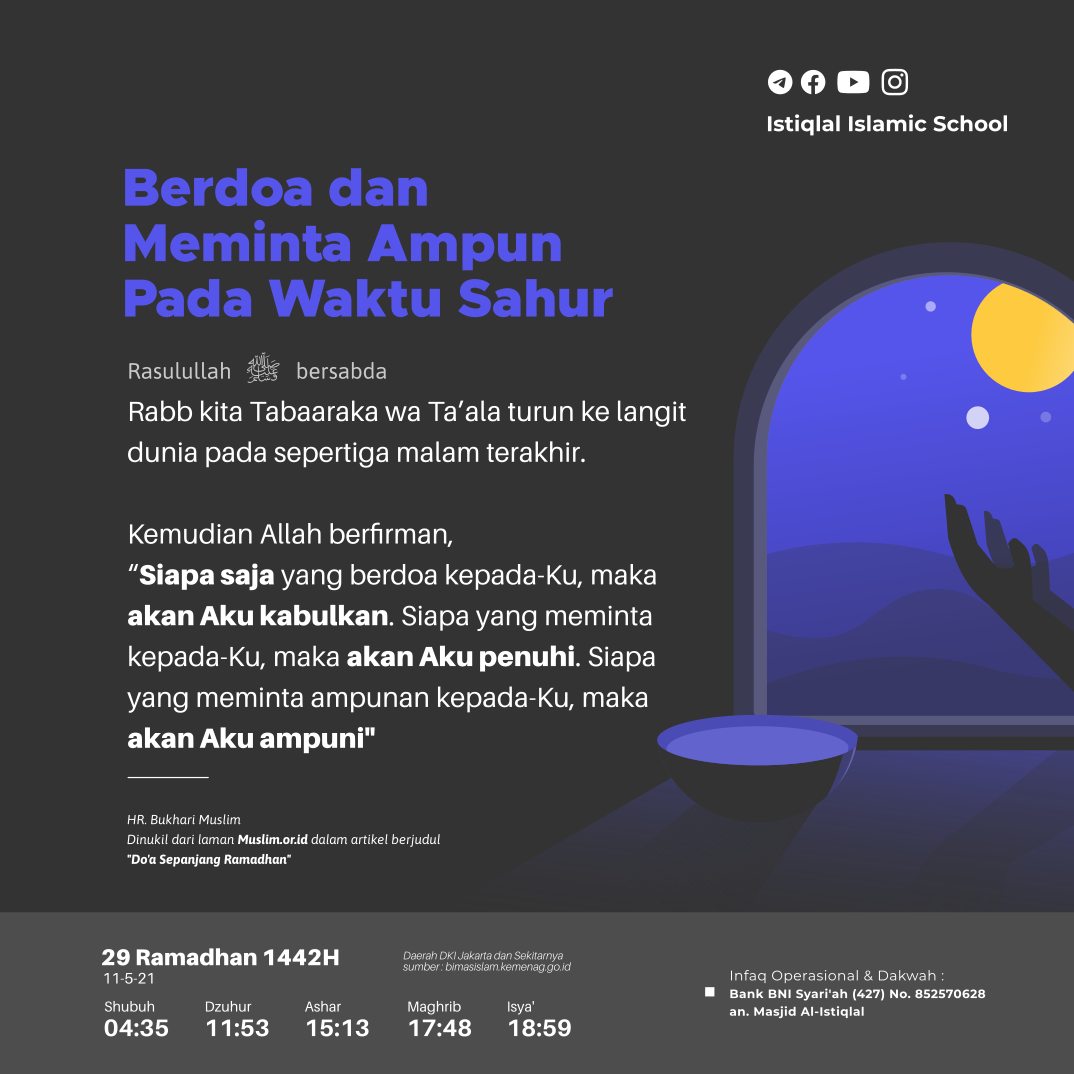 Istiqlal Islamic School
Berdoa dan
Meminta Ampun
Pada Waktu Sahur
Rasulullah ﷺ bersabda
Rabb kita Tabaaraka wa Ta’ala turun ke langit
dunia pada sepertiga malam terakhir.
Kemudian Allah berfirman,
“Siapa saja yang berdoa kepada-Ku, maka
akan Aku kabulkan. Siapa yang meminta
kepada-Ku, maka akan Aku penuhi. Siapa
yang meminta ampunan kepada-Ku, maka
akan Aku ampuni"
HR. Bukhari Muslim
Dinukil dari laman Muslim.or.id dalam artikel berjudul
"Do'a Sepanjang Ramadhan"
29 Ramadhan 1442H
11-5-21
Daerah DKI Jakarta dan Sekitarnya
sumber : bimasislam.kemenag.go.id
Shubuh Dzuhur Ashar Maghrib Isya'
04:35 11:53 15:13 17:48 18:59
Infaq Operasional & Dakwah :
Bank BNI Syari'ah (427) No. 852570628
an. Masjid Al-Istiqlal